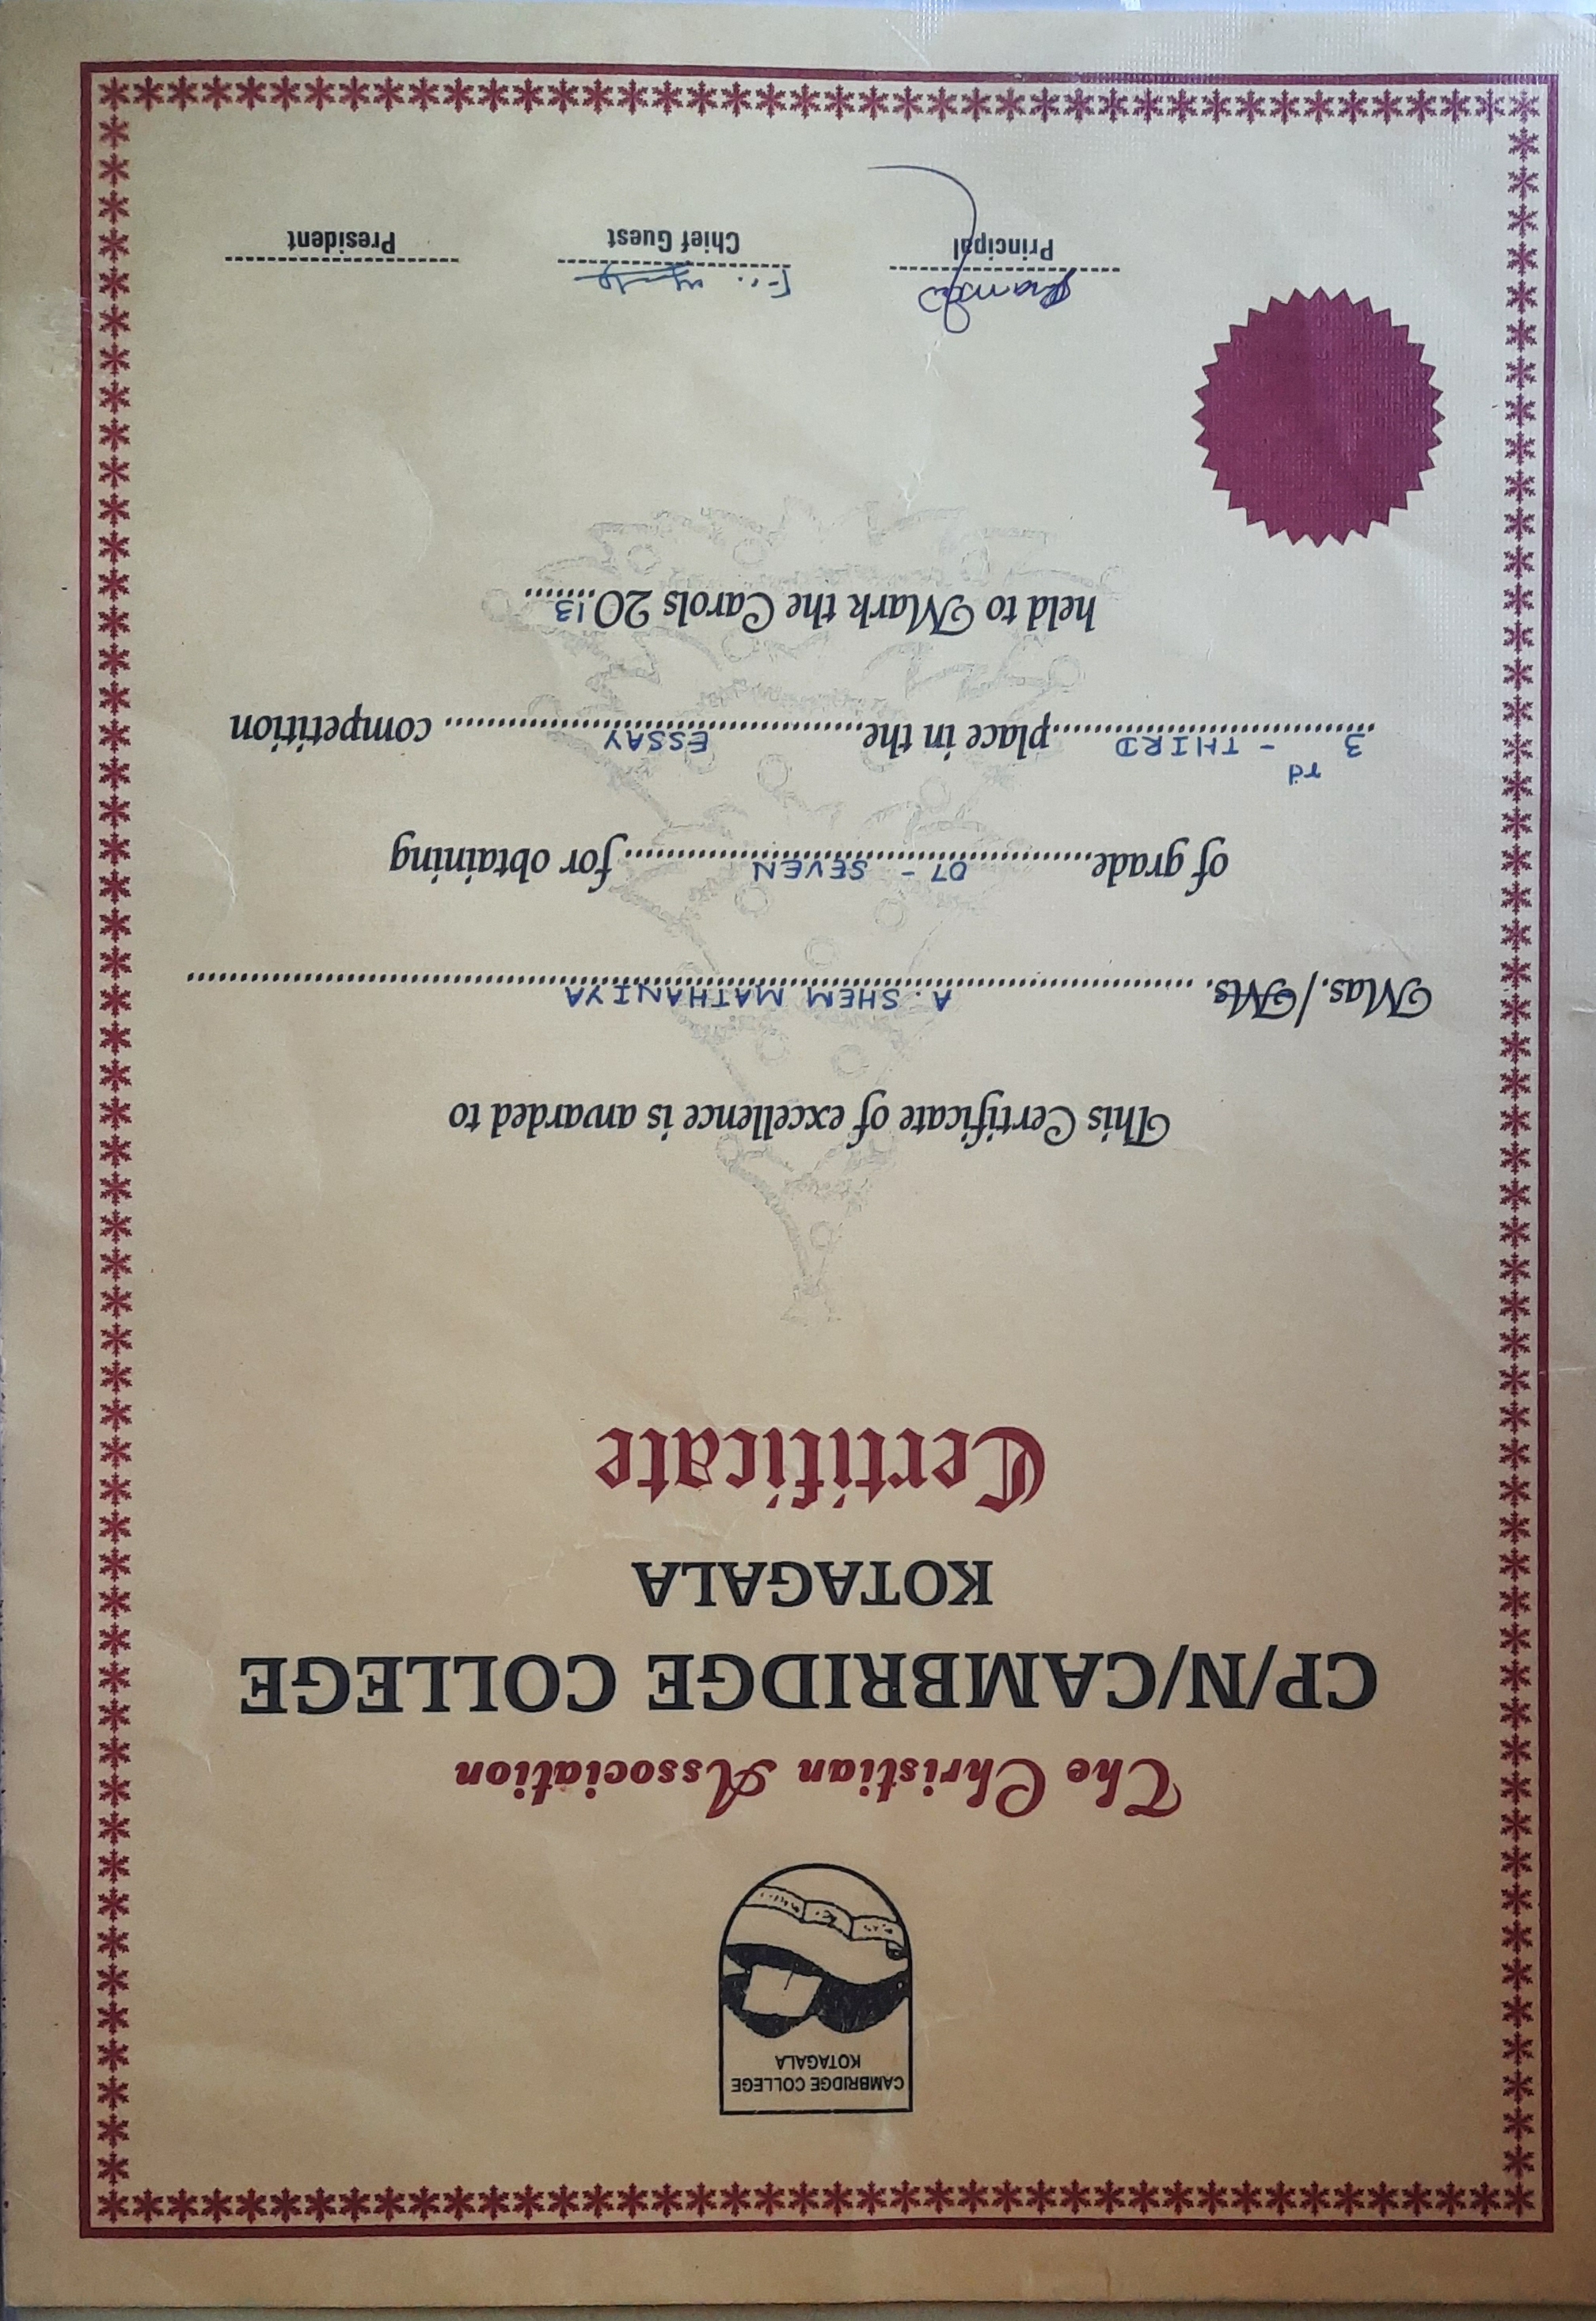 CAMBRIDGE COLLEGE
KOTAGALA
The Christian Association
CP/N/CAMBRIDGE COLLEGE
KOTAGALA
Certificate
This Certificate of excellence is awarded to
Mas./Ms. A. SHEM MATHANIYA
of grade 07 - SEVEN for obtaining
3rd - THIRD place in the ESSAY competition
held to Mark the Carols 2013
Principal
Fr.
Chief Guest
President